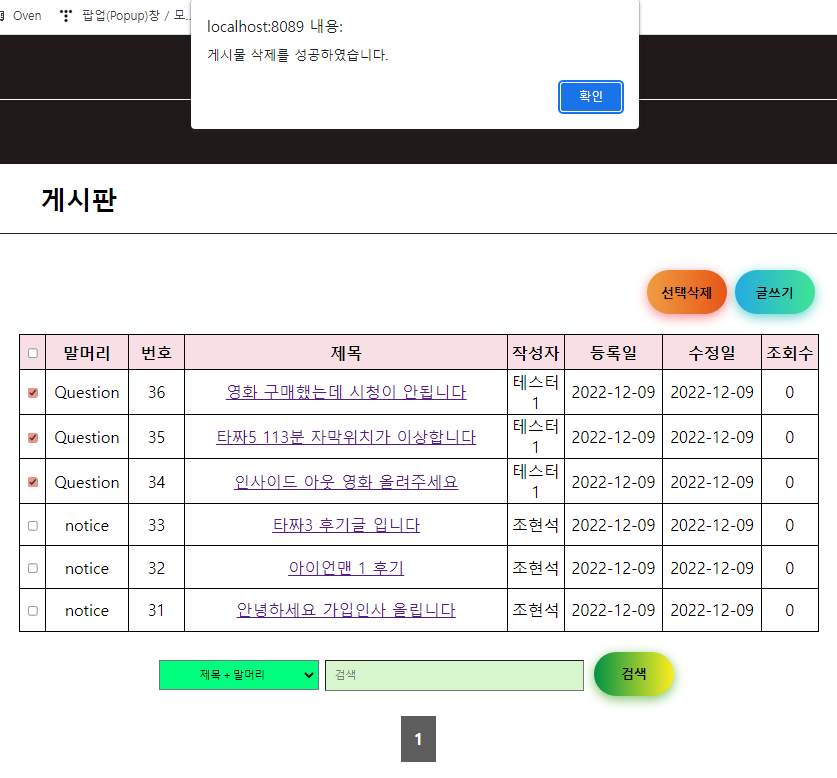 Oven 팝업(Popup)창 / 모...
localhost:8089 내용:
게시물 삭제를 성공하였습니다.
확인
게시판
선택삭제 글쓰기
말머리 번호 제목 작성자 등록일 수정일 조회수
Question 36 영화 구매했는데 시청이 안됩니다 테스터1 2022-12-09 2022-12-09 0
Question 35 타짜5 113분 자막위치가 이상합니다 테스터1 2022-12-09 2022-12-09 0
Question 34 인사이드 아웃 영화 올려주세요 테스터1 2022-12-09 2022-12-09 0
notice 33 타짜3 후기글 입니다 조현석 2022-12-09 2022-12-09 0
notice 32 아이언맨 1 후기 조현석 2022-12-09 2022-12-09 0
notice 31 안녕하세요 가입인사 올립니다 조현석 2022-12-09 2022-12-09 0
제목 + 말머리 검색 검색
1